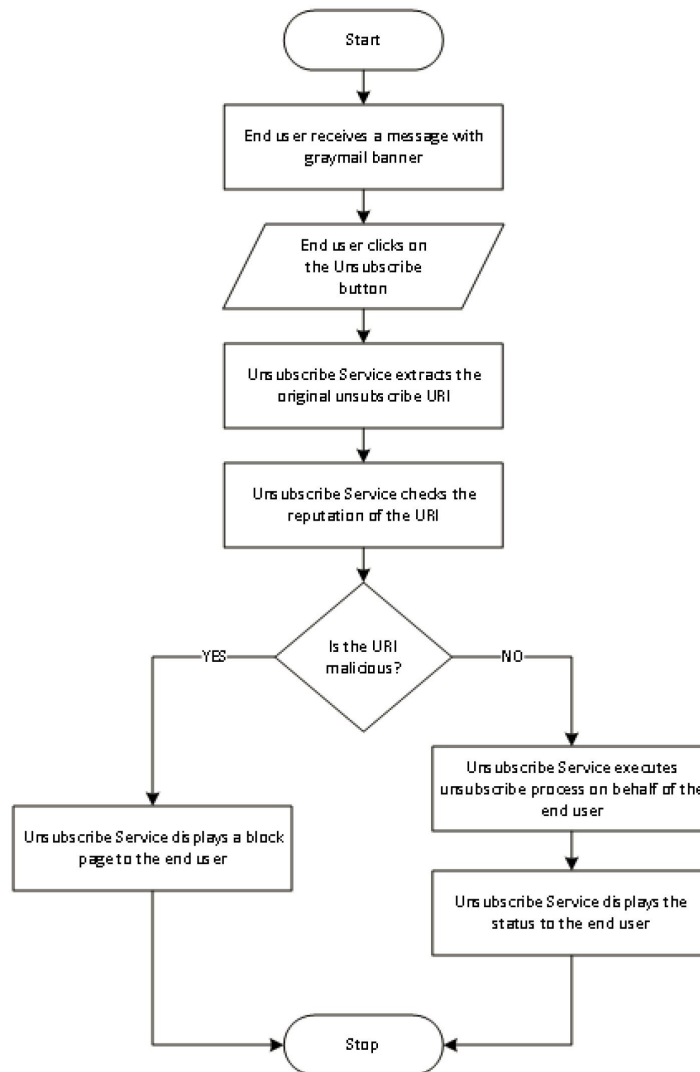 Start
End user receives a message with
graymail banner
End user clicks on
the Unsubscribe
button
Unsubscribe Service extracts the
original unsubscribe URI
Unsubscribe Service checks the
reputation of the URI
Is the URI
malicious?
YES
NO
Unsubscribe Service executes
unsubscribe process on behalf of the
end user
Unsubscribe Service displays a block
page to the end user
Unsubscribe Service displays the
status to the end user
Stop